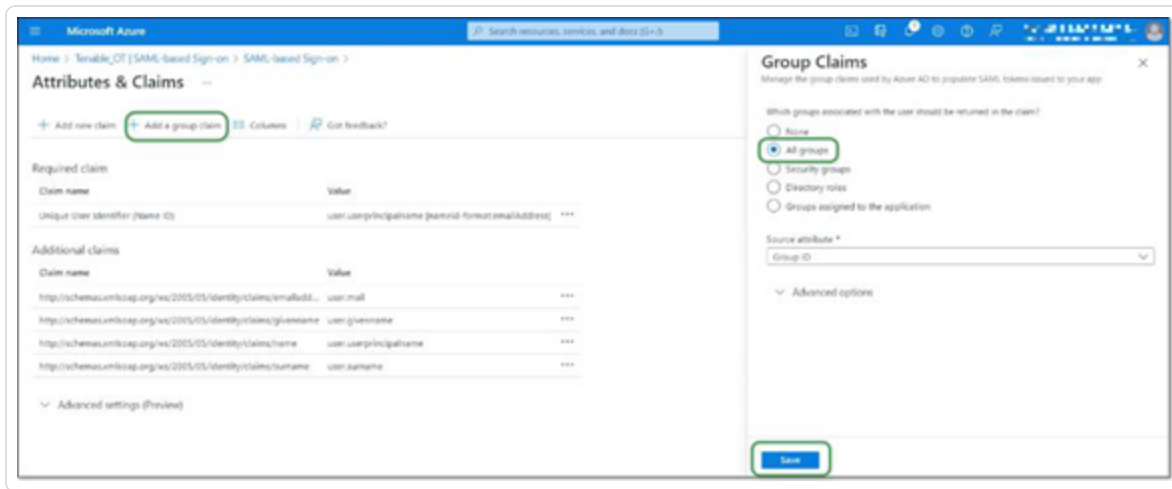 Microsoft Azure
Search resources, services, and docs (G+/)
Home > Tenable_OT | SAML-based Sign-on > SAML-based Sign-on >
Attributes & Claims ...
+ Add new claim + Add a group claim Columns Got feedback?
Required claim
Claim name Value
Unique User Identifier (Name ID) user.userprincipalname [nameid-format:emailAddress] ...
Additional claims
Claim name Value
http://schemas.xmlsoap.org/ws/2005/05/identity/claims/emailadd... user.mail ...
http://schemas.xmlsoap.org/ws/2005/05/identity/claims/givenname user.givenname ...
http://schemas.xmlsoap.org/ws/2005/05/identity/claims/name user.userprincipalname ...
http://schemas.xmlsoap.org/ws/2005/05/identity/claims/surname user.surname ...
Advanced settings (Preview)
Group Claims
Manage the group claims used by Azure AD to populate SAML tokens issued to your app
Which groups associated with the user should be returned in the claim?
None
All groups
Security groups
Directory roles
Groups assigned to the application
Source attribute *
Group ID
Advanced options
Save